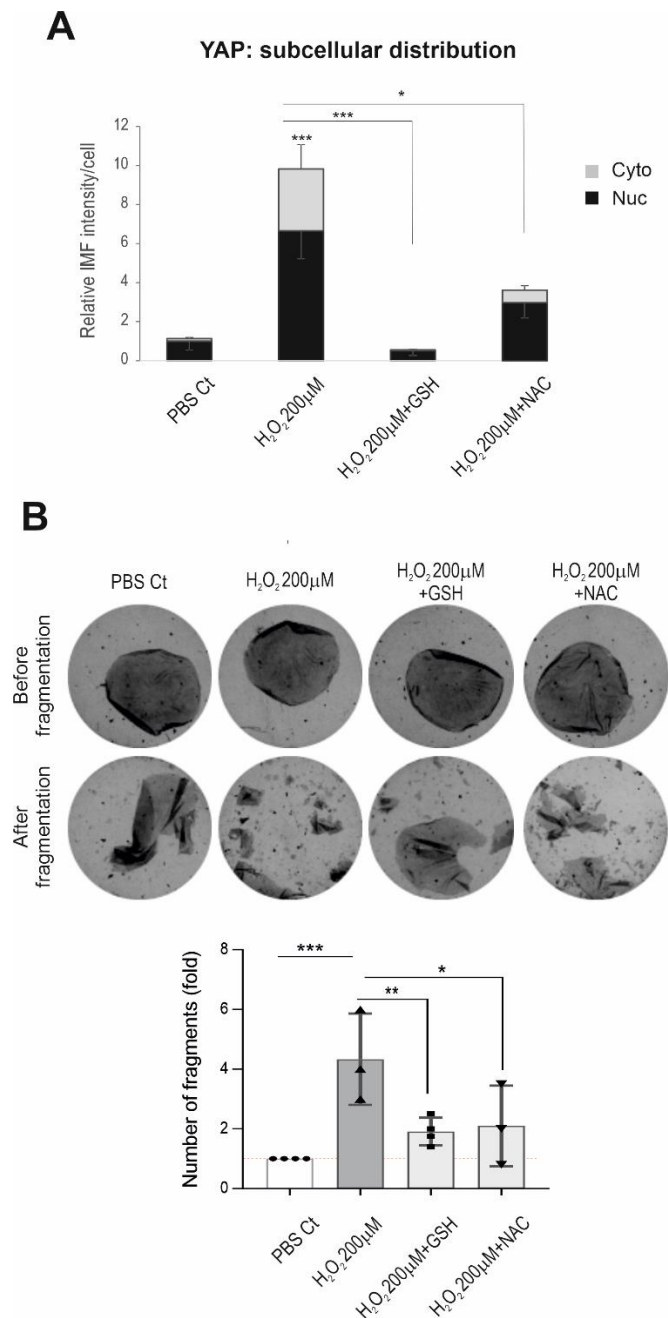 A
YAP: subcellular distribution
*
***
***
12
10
8
6
4
2
0
Relative IMF intensity/cell
Cyto
Nuc
PBS Ct
H₂O₂ 200µM
H₂O₂ 200µM+GSH
H₂O₂ 200µM+NAC
B
PBS Ct
H₂O₂ 200µM
H₂O₂ 200µM
+GSH
H₂O₂ 200µM
+NAC
Before
fragmentation
After
fragmentation
***
*
**
8
6
4
2
0
Number of fragments (fold)
PBS Ct
H₂O₂ 200µM
H₂O₂ 200µM+GSH
H₂O₂ 200µM+NAC